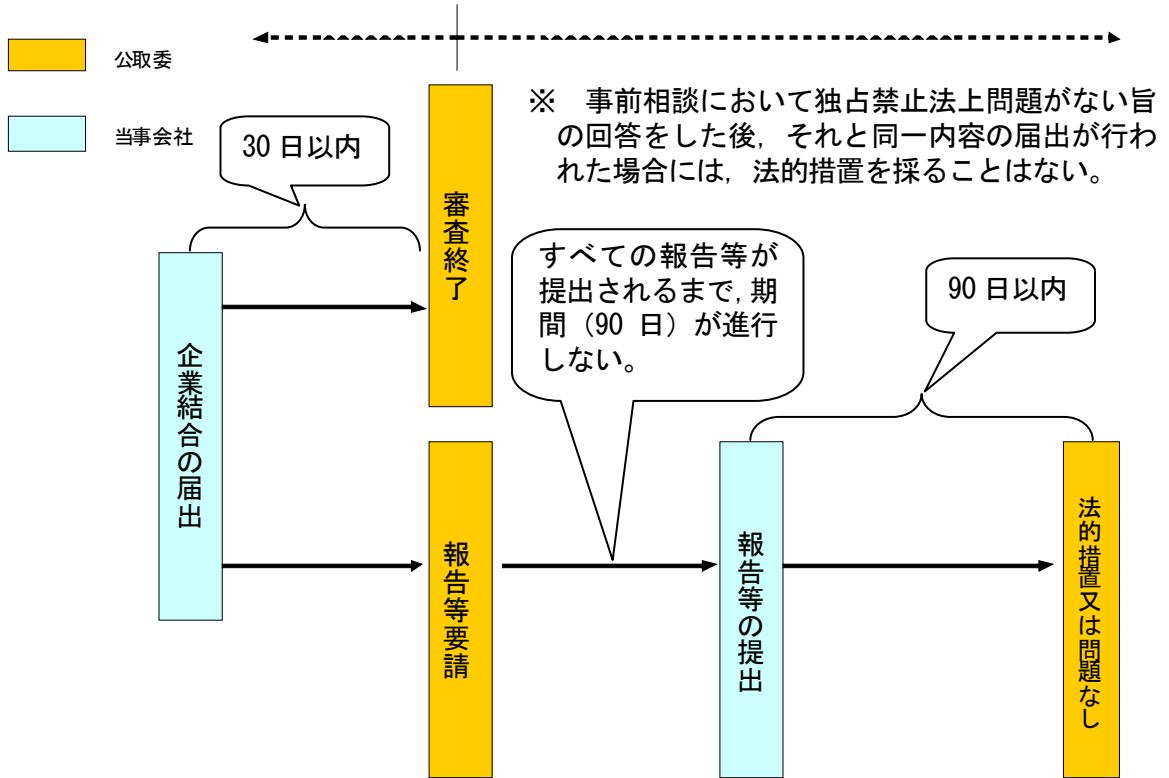 公取委
当事会社
※ 事前相談において独占禁止法上問題がない旨
の回答をした後，それと同一内容の届出が行わ
れた場合には，法的措置を採ることはない。
30日以内
審査終了
すべての報告等が
提出されるまで，期
間（90 日）が進行
しない。
90日以内
企業結合の届出
報告等要請
報告等の提出
法的措置又は問題なし